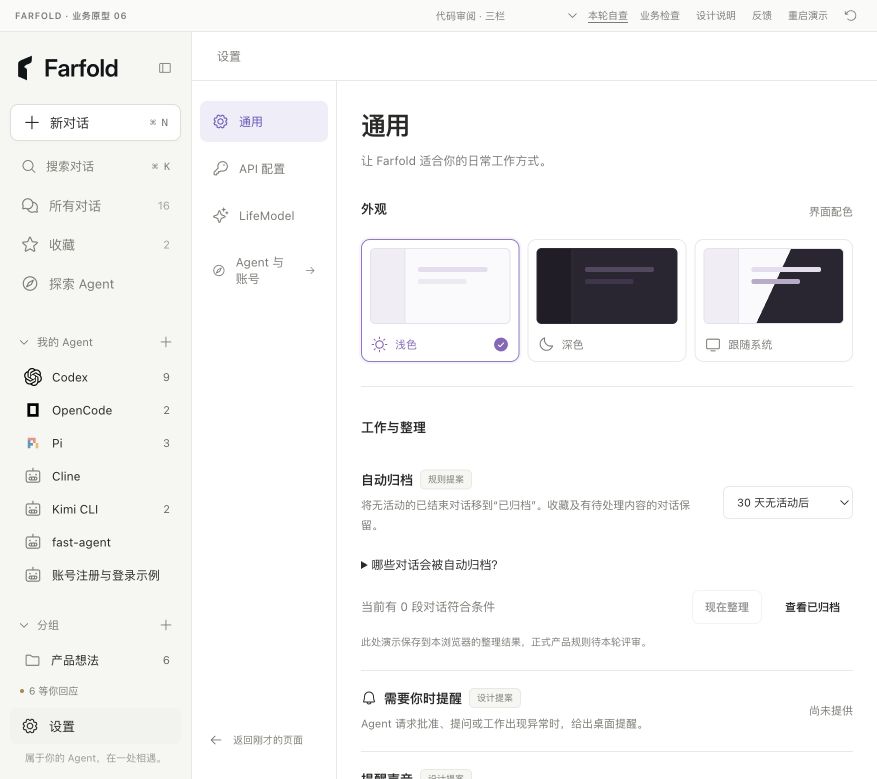 FARFOLD · 业务原型 06
代码审阅 · 三栏
本轮自查
业务检查
设计说明
反馈
重启演示
Farfold
新对话
⌘ N
搜索对话
⌘ K
所有对话
16
收藏
2
探索 Agent
我的 Agent
Codex
9
OpenCode
2
Pi
3
Cline
Kimi CLI
2
fast-agent
账号注册与登录示例
分组
产品想法
6
6 等你回应
设置
属于你的 Agent，在一处相遇。
设置
通用
API 配置
LifeModel
Agent 与
账号
返回刚才的页面
通用
让 Farfold 适合你的日常工作方式。
外观
界面配色
浅色
深色
跟随系统
工作与整理
自动归档
规则提案
将无活动的已结束对话移到“已归档”。收藏及有待处理内容的对话保
留。
30 天无活动后
哪些对话会被自动归档？
当前有 0 段对话符合条件
现在整理
查看已归档
此处演示保存到本浏览器的整理结果，正式产品规则待本轮评审。
需要你时提醒
设计提案
Agent 请求批准、提问或工作出现异常时，给出桌面提醒。
尚未提供
提醒声音
设计提案